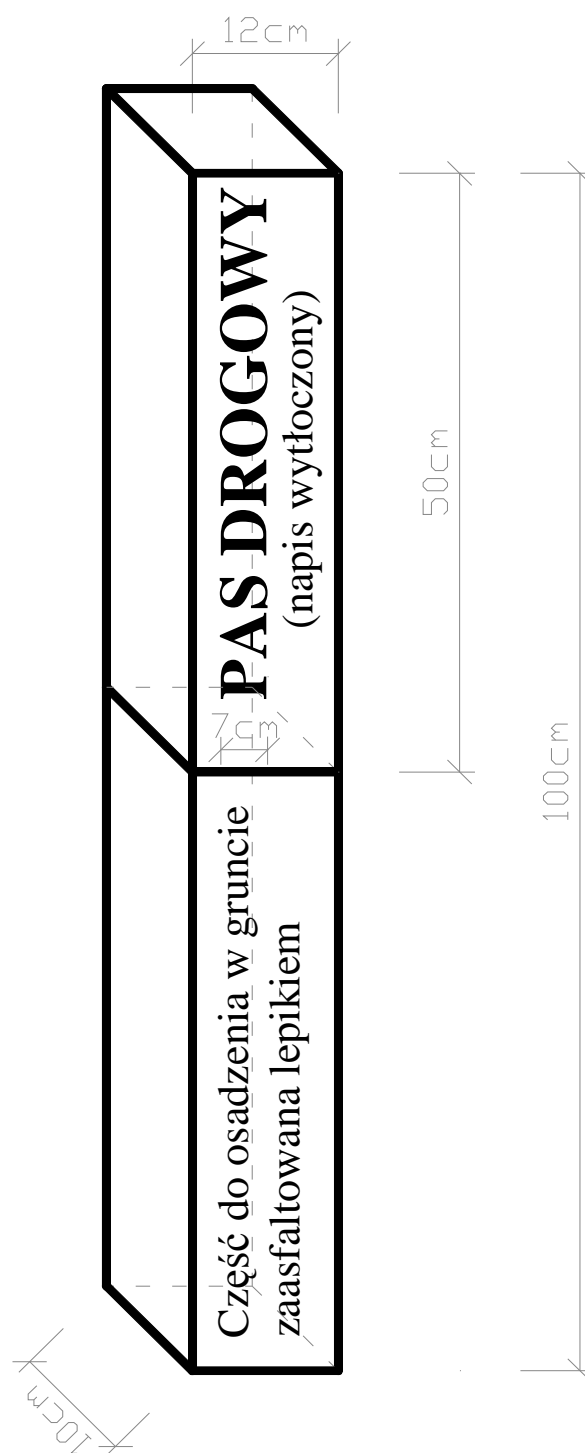 12cm
PAS DROGOWY
(napis wytłoczony)
50cm
7cm
100cm
Część do osadzenia w gruncie
zaasfaltowana lepikiem
10cm